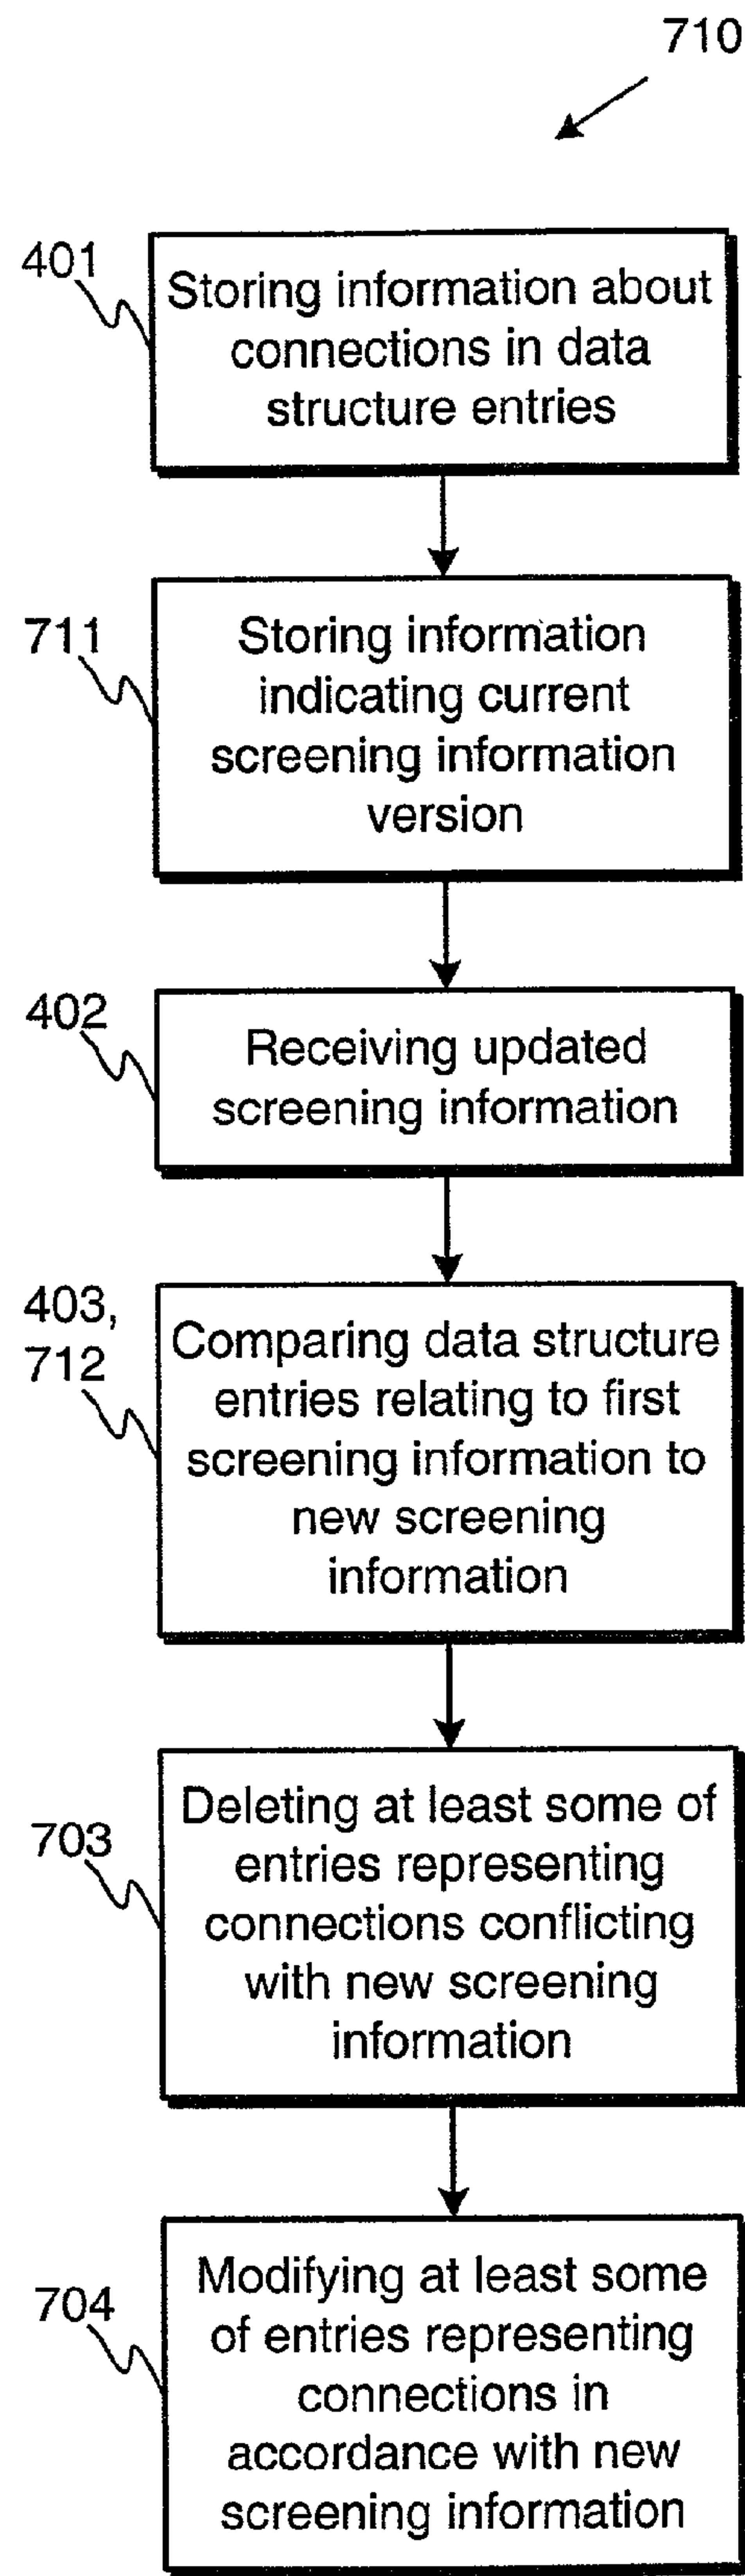 710
401
Storing information about
connections in data
structure entries
711
Storing information
indicating current
screening information
version
402
Receiving updated
screening information
403,
712
Comparing data structure
entries relating to first
screening information to
new screening
information
703
Deleting at least some of
entries representing
connections conflicting
with new screening
information
704
Modifying at least some
of entries representing
connections in
accordance with new
screening information